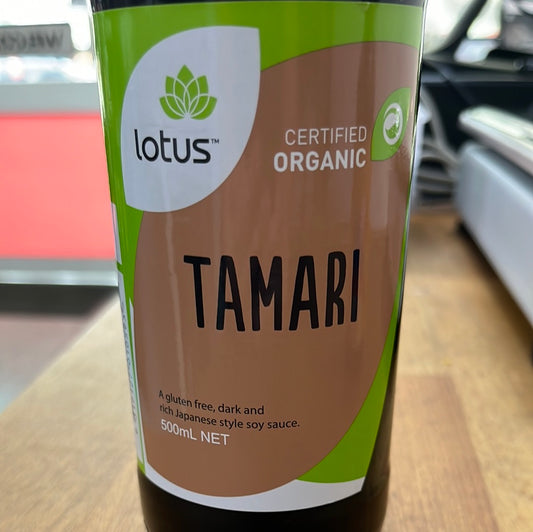 lotus™
CERTIFIED
ORGANIC
TAMARI
A gluten free, dark and
rich Japanese style soy sauce.
500mL NET